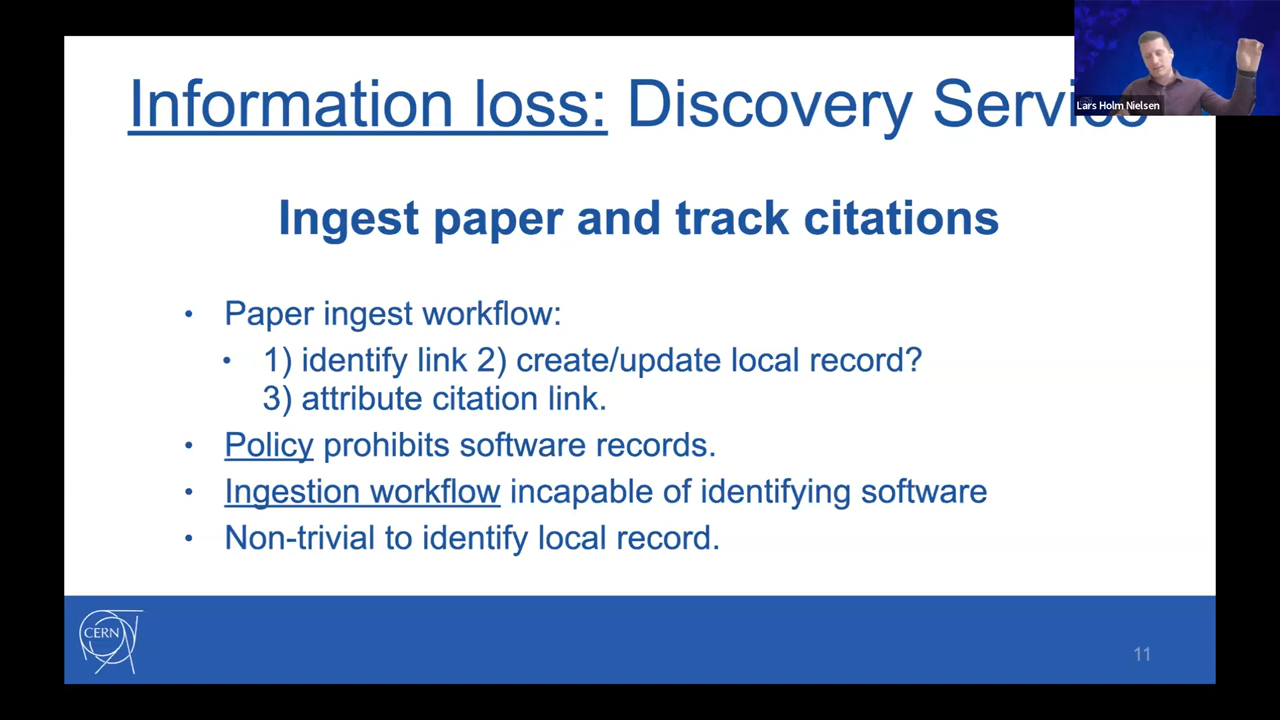 Information loss: Discovery Service
Lars Holm Nielsen
Ingest paper and track citations
• Paper ingest workflow:
• 1) identify link 2) create/update local record?
3) attribute citation link.
• Policy prohibits software records.
• Ingestion workflow incapable of identifying software
• Non-trivial to identify local record.
CERN
11